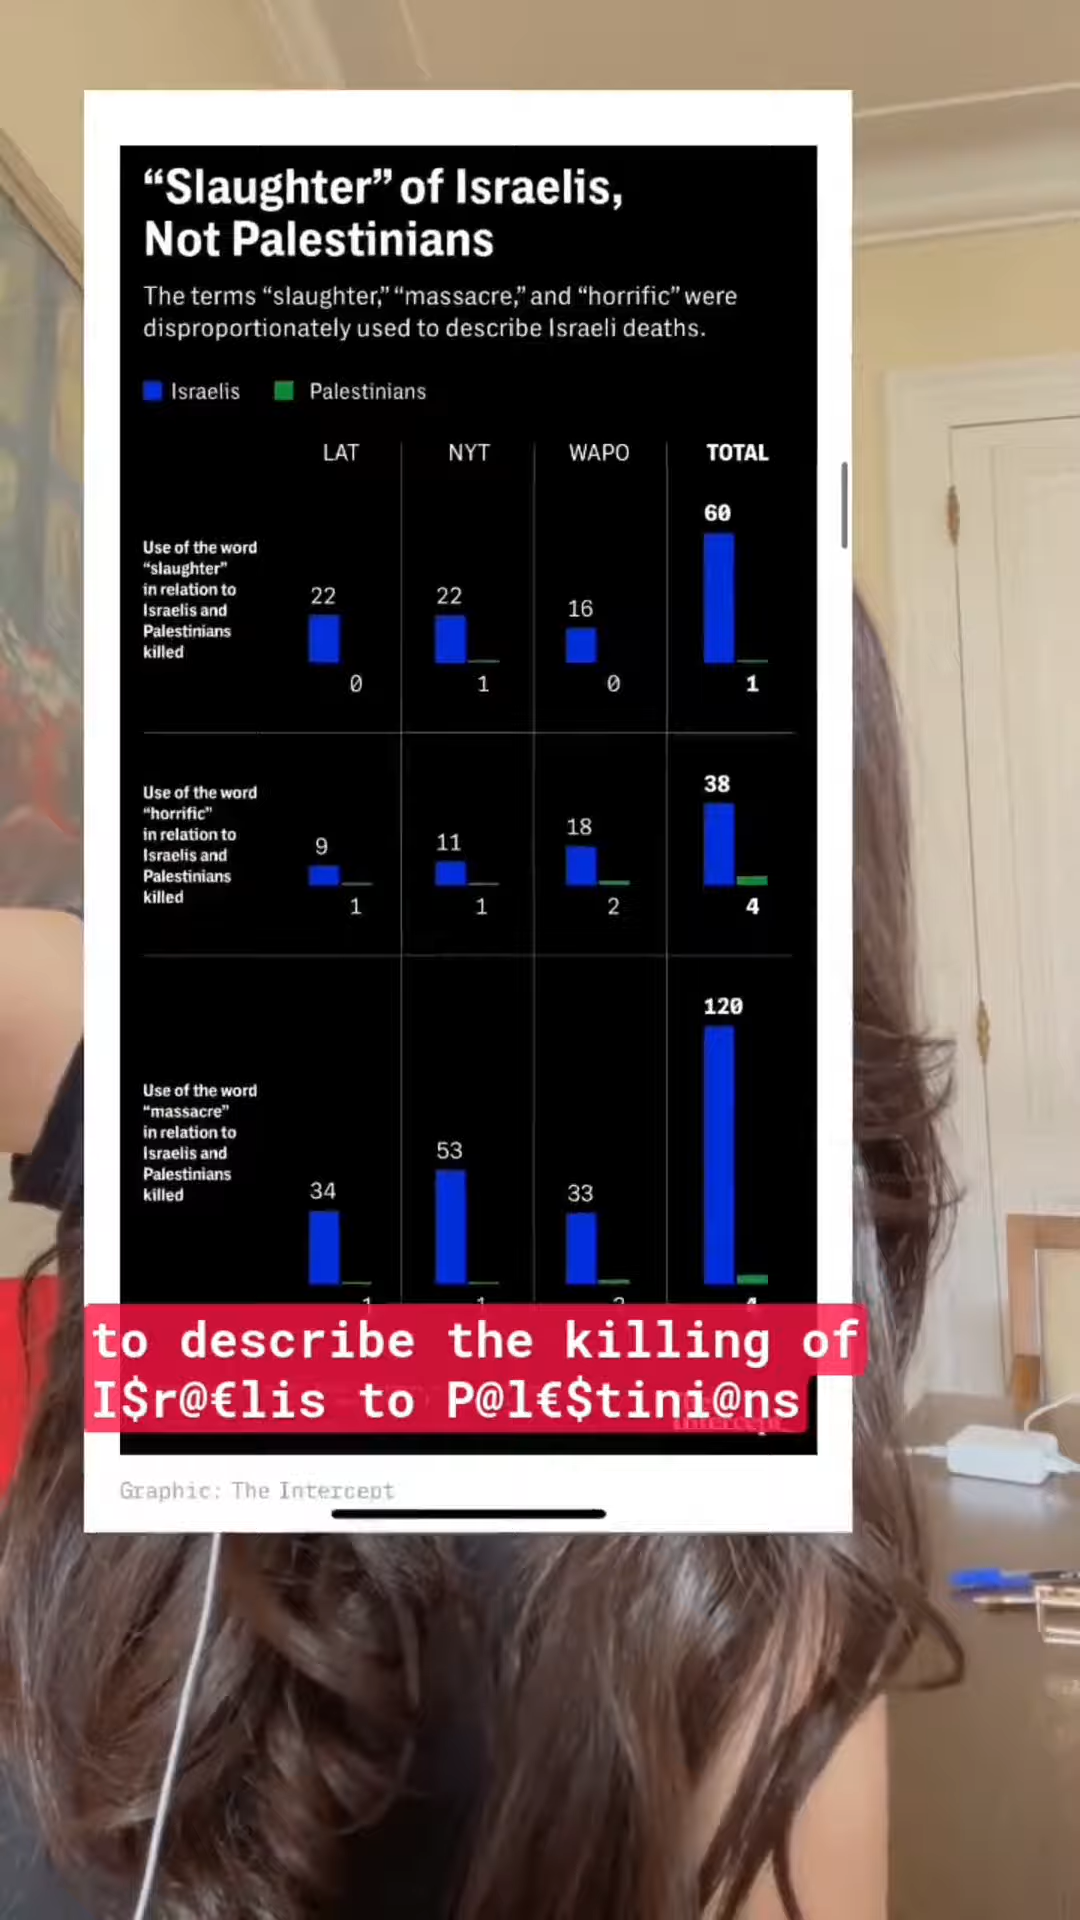 “Slaughter” of Israelis,
Not Palestinians
The terms “slaughter,” “massacre,” and “horrific” were
disproportionately used to describe Israeli deaths.
Israelis Palestinians
LAT NYT WAPO TOTAL
60
Use of the word
“slaughter”
in relation to
Israelis and
Palestinians
killed
22 22 16
0 1 0 1
38
Use of the word
“horrific”
in relation to
Israelis and
Palestinians
killed
9 11 18
1 1 2 4
120
Use of the word
“massacre”
in relation to
Israelis and
Palestinians
killed
34 53 33
to describe the killing of
I$r@€lis to P@l€$tini@ns
Graphic: The Intercept